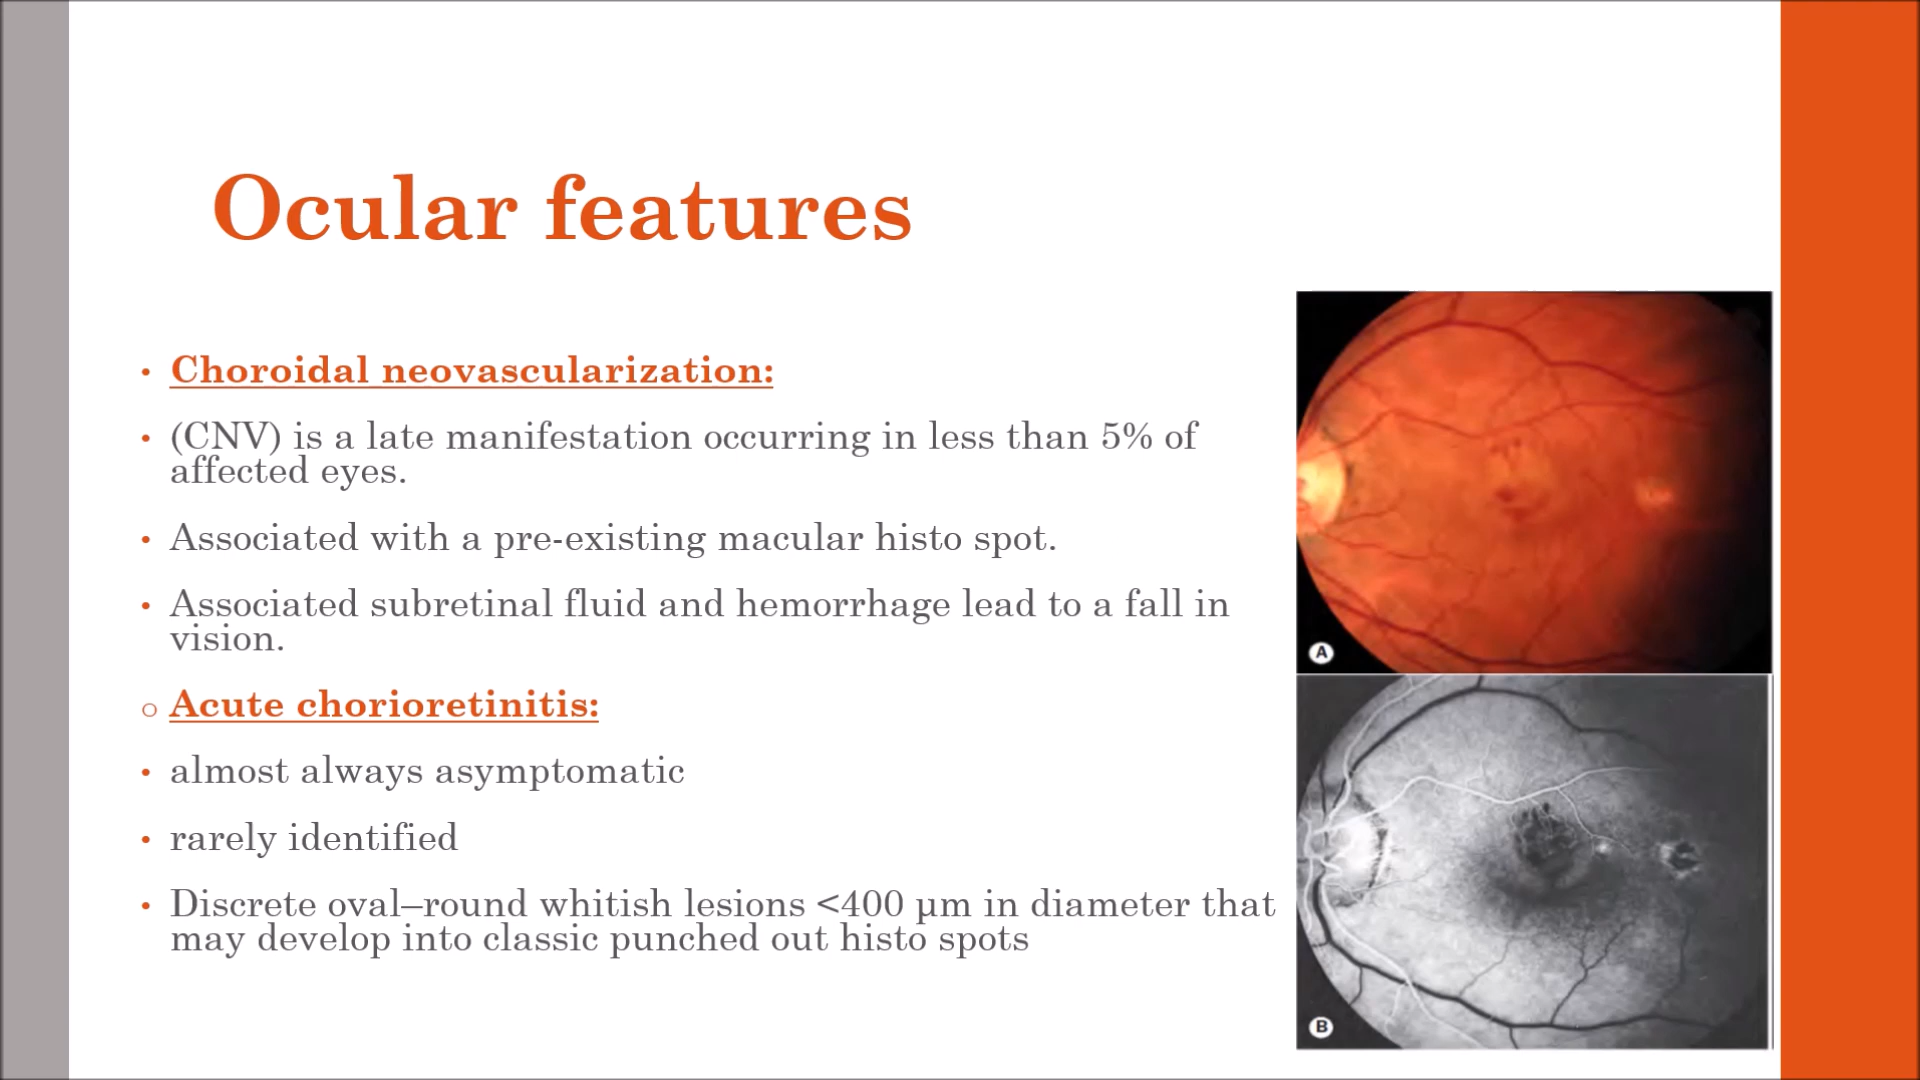 Ocular features
• Choroidal neovascularization:
• (CNV) is a late manifestation occurring in less than 5% of
affected eyes.
• Associated with a pre-existing macular histo spot.
• Associated subretinal fluid and hemorrhage lead to a fall in
vision.
o Acute chorioretinitis:
• almost always asymptomatic
• rarely identified
• Discrete oval–round whitish lesions <400 µm in diameter that
may develop into classic punched out histo spots
A
B